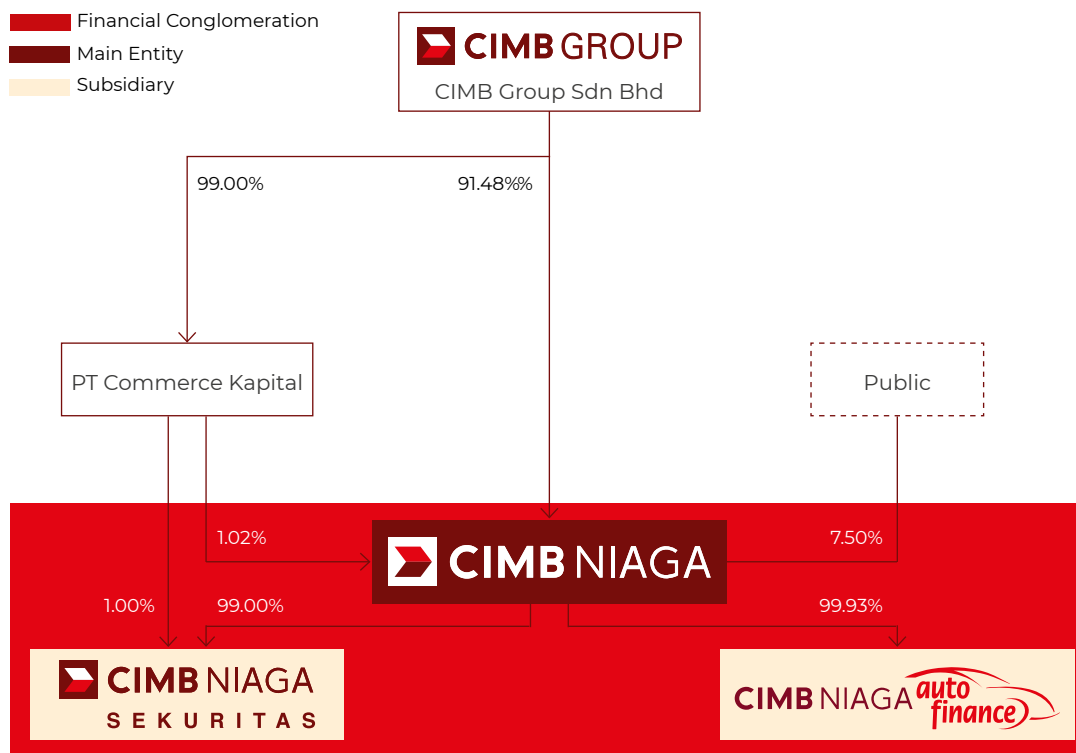 Financial Conglomeration
Main Entity
Subsidiary
CIMB GROUP
CIMB Group Sdn Bhd
99.00%
91.48%%
PT Commerce Kapital
Public
1.02%
7.50%
CIMB NIAGA
1.00%
99.00%
99.93%
CIMB NIAGA
SEKURITAS
CIMB NIAGA auto
finance